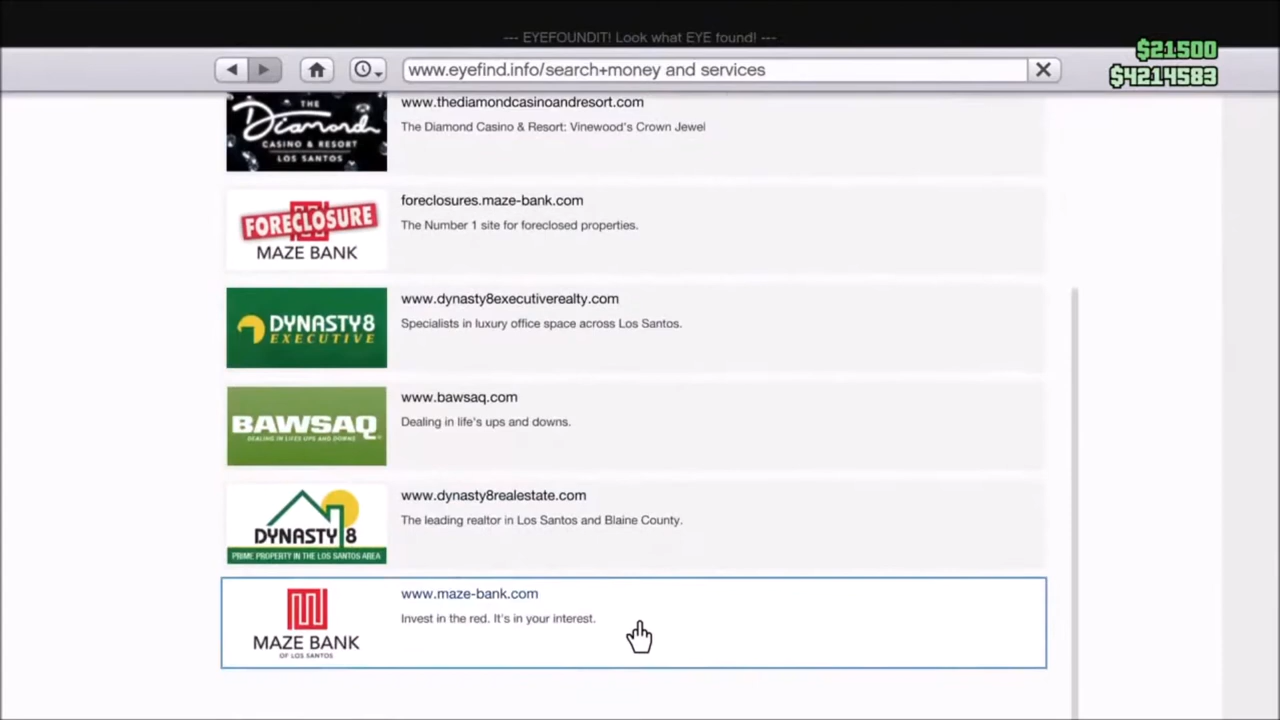 --- EYEFOUNDIT! Look what EYE found! ---
$21500
www.eyefind.info/search+money and services
$4214583
THE
Diamond
CASINO & RESORT
LOS SANTOS
www.thediamondcasinoandresort.com
The Diamond Casino & Resort: Vinewood's Crown Jewel
FORECLOSURE
MAZE BANK
foreclosures.maze-bank.com
The Number 1 site for foreclosed properties.
DYNASTY8
EXECUTIVE
www.dynasty8executiverealty.com
Specialists in luxury office space across Los Santos.
BAWSAQ
DEALING IN LIFE'S UPS AND DOWNS
www.bawsaq.com
Dealing in life's ups and downs.
DYNASTY 8
PRIME PROPERTY IN THE LOS SANTOS AREA
www.dynasty8realestate.com
The leading realtor in Los Santos and Blaine County.
MAZE BANK
OF LOS SANTOS
www.maze-bank.com
Invest in the red. It's in your interest.